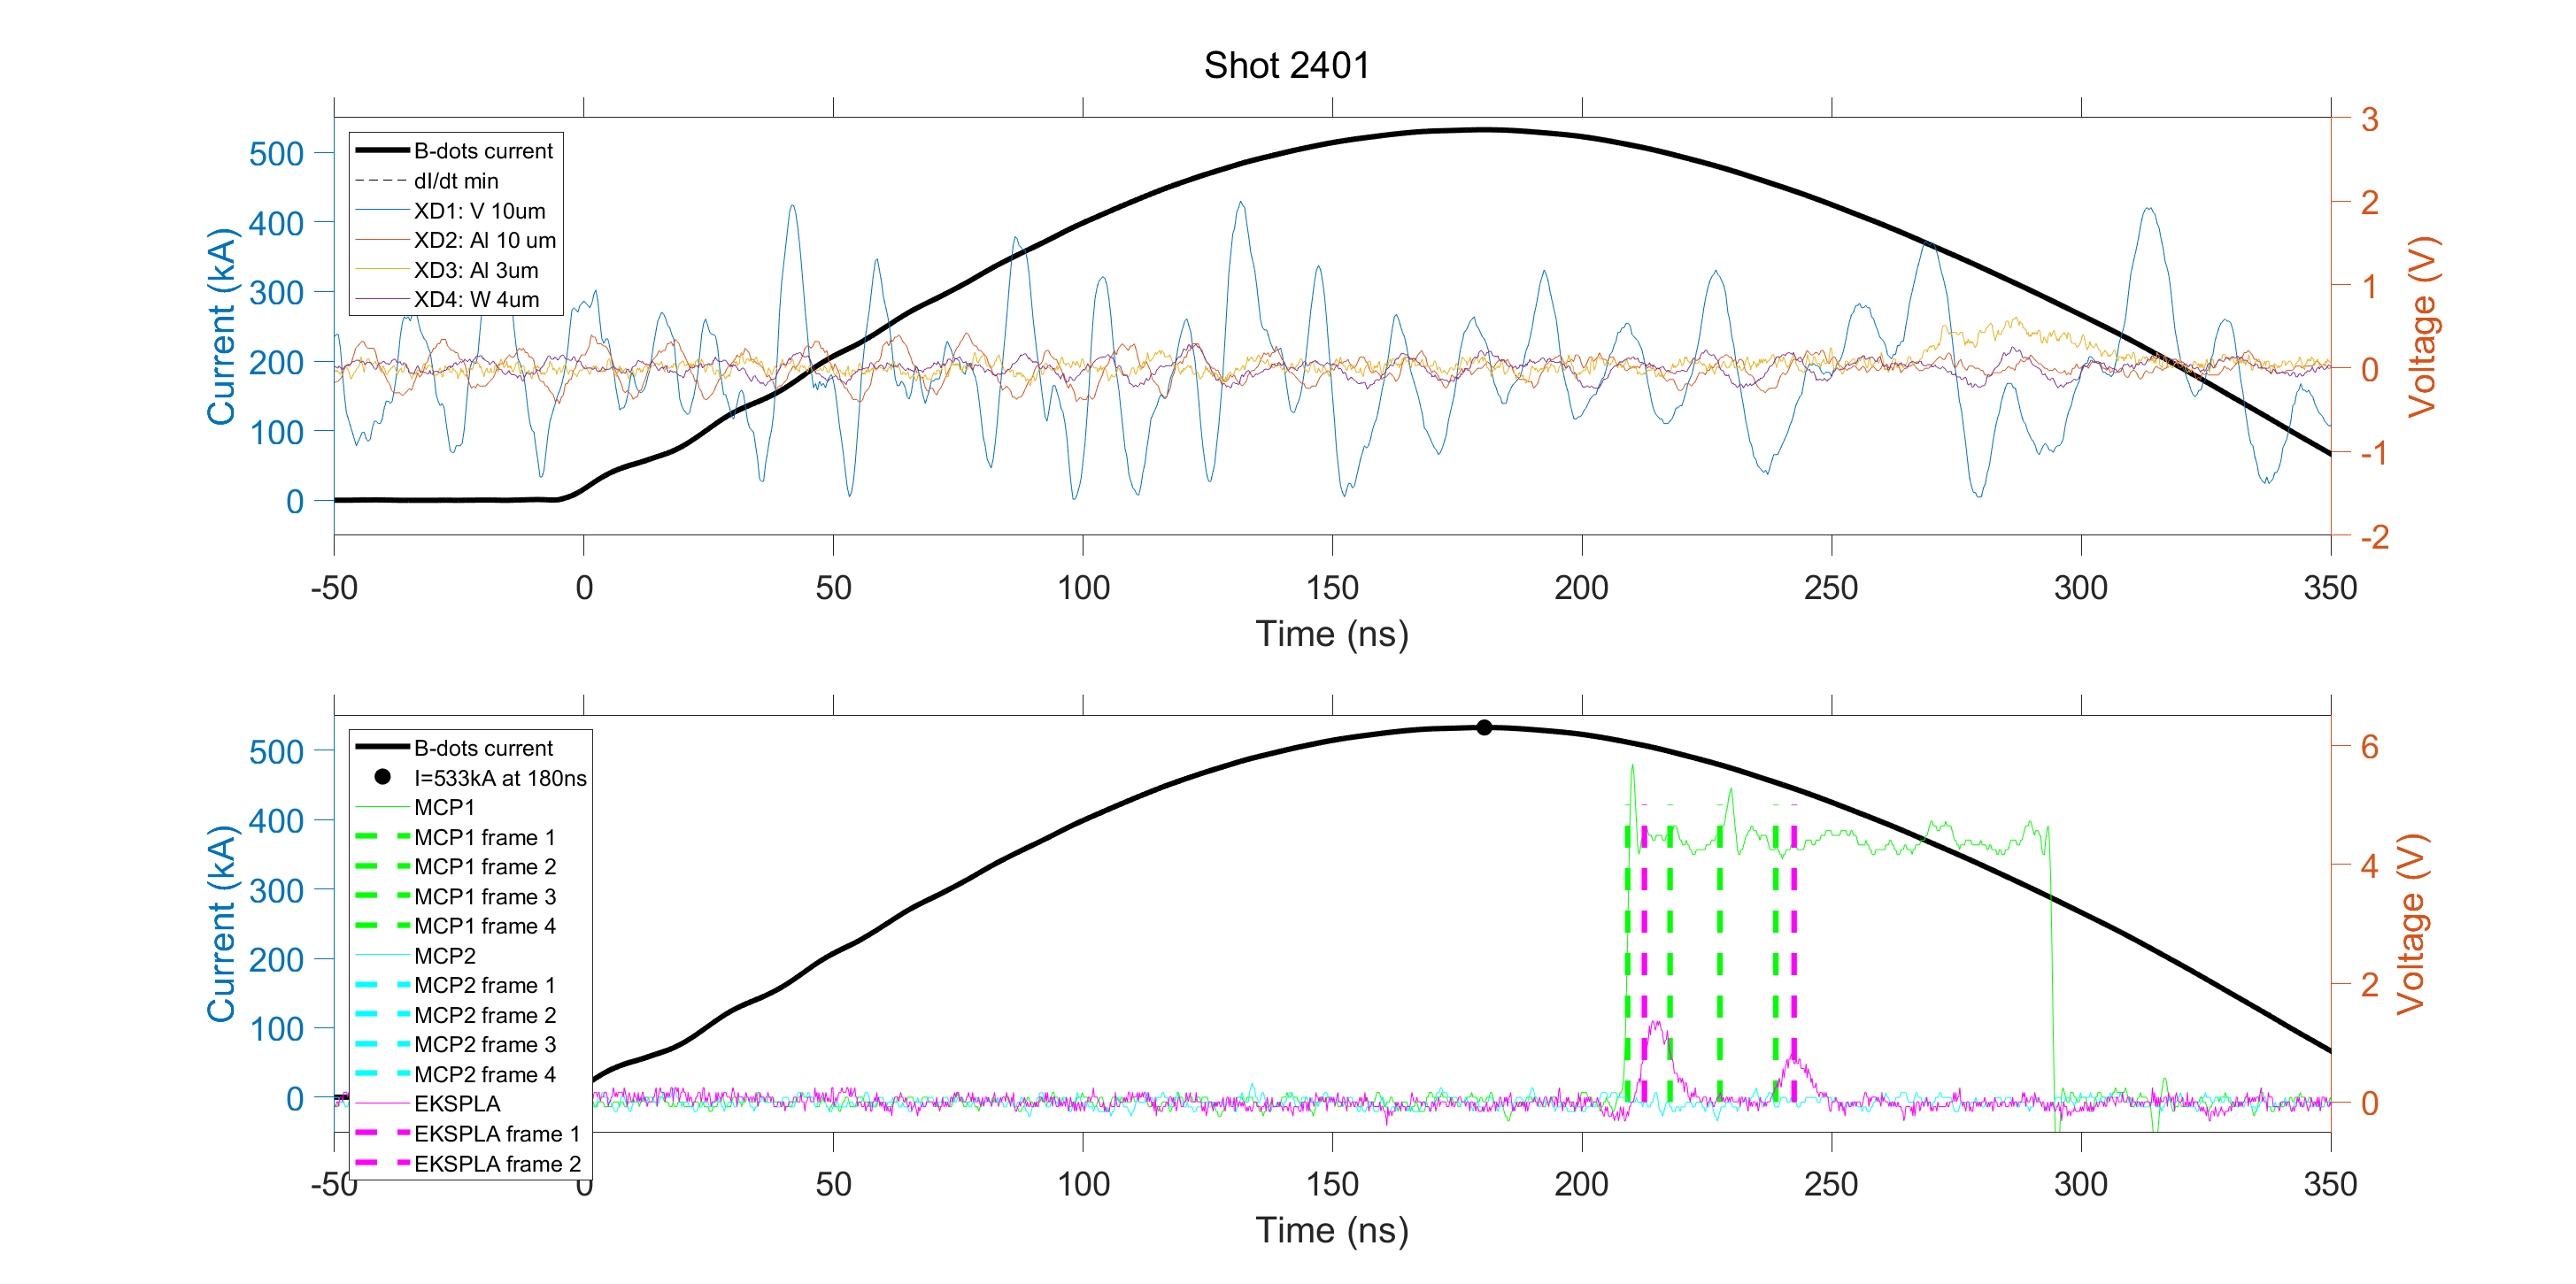 Shot 2401
B-dots current
dI/dt min
XD1: V 10um
XD2: Al 10 um
XD3: Al 3um
XD4: W 4um
Current (kA)
500
400
300
200
100
0
3
2
1
0
-1
-2
Voltage (V)
-50 0 50 100 150 200 250 300 350
Time (ns)
B-dots current
I=533kA at 180ns
MCP1
MCP1 frame 1
MCP1 frame 2
MCP1 frame 3
MCP1 frame 4
MCP2
MCP2 frame 1
MCP2 frame 2
MCP2 frame 3
MCP2 frame 4
EKSPLA
EKSPLA frame 1
EKSPLA frame 2
Current (kA)
500
400
300
200
100
0
6
4
2
0
Voltage (V)
-50 0 50 100 150 200 250 300 350
Time (ns)